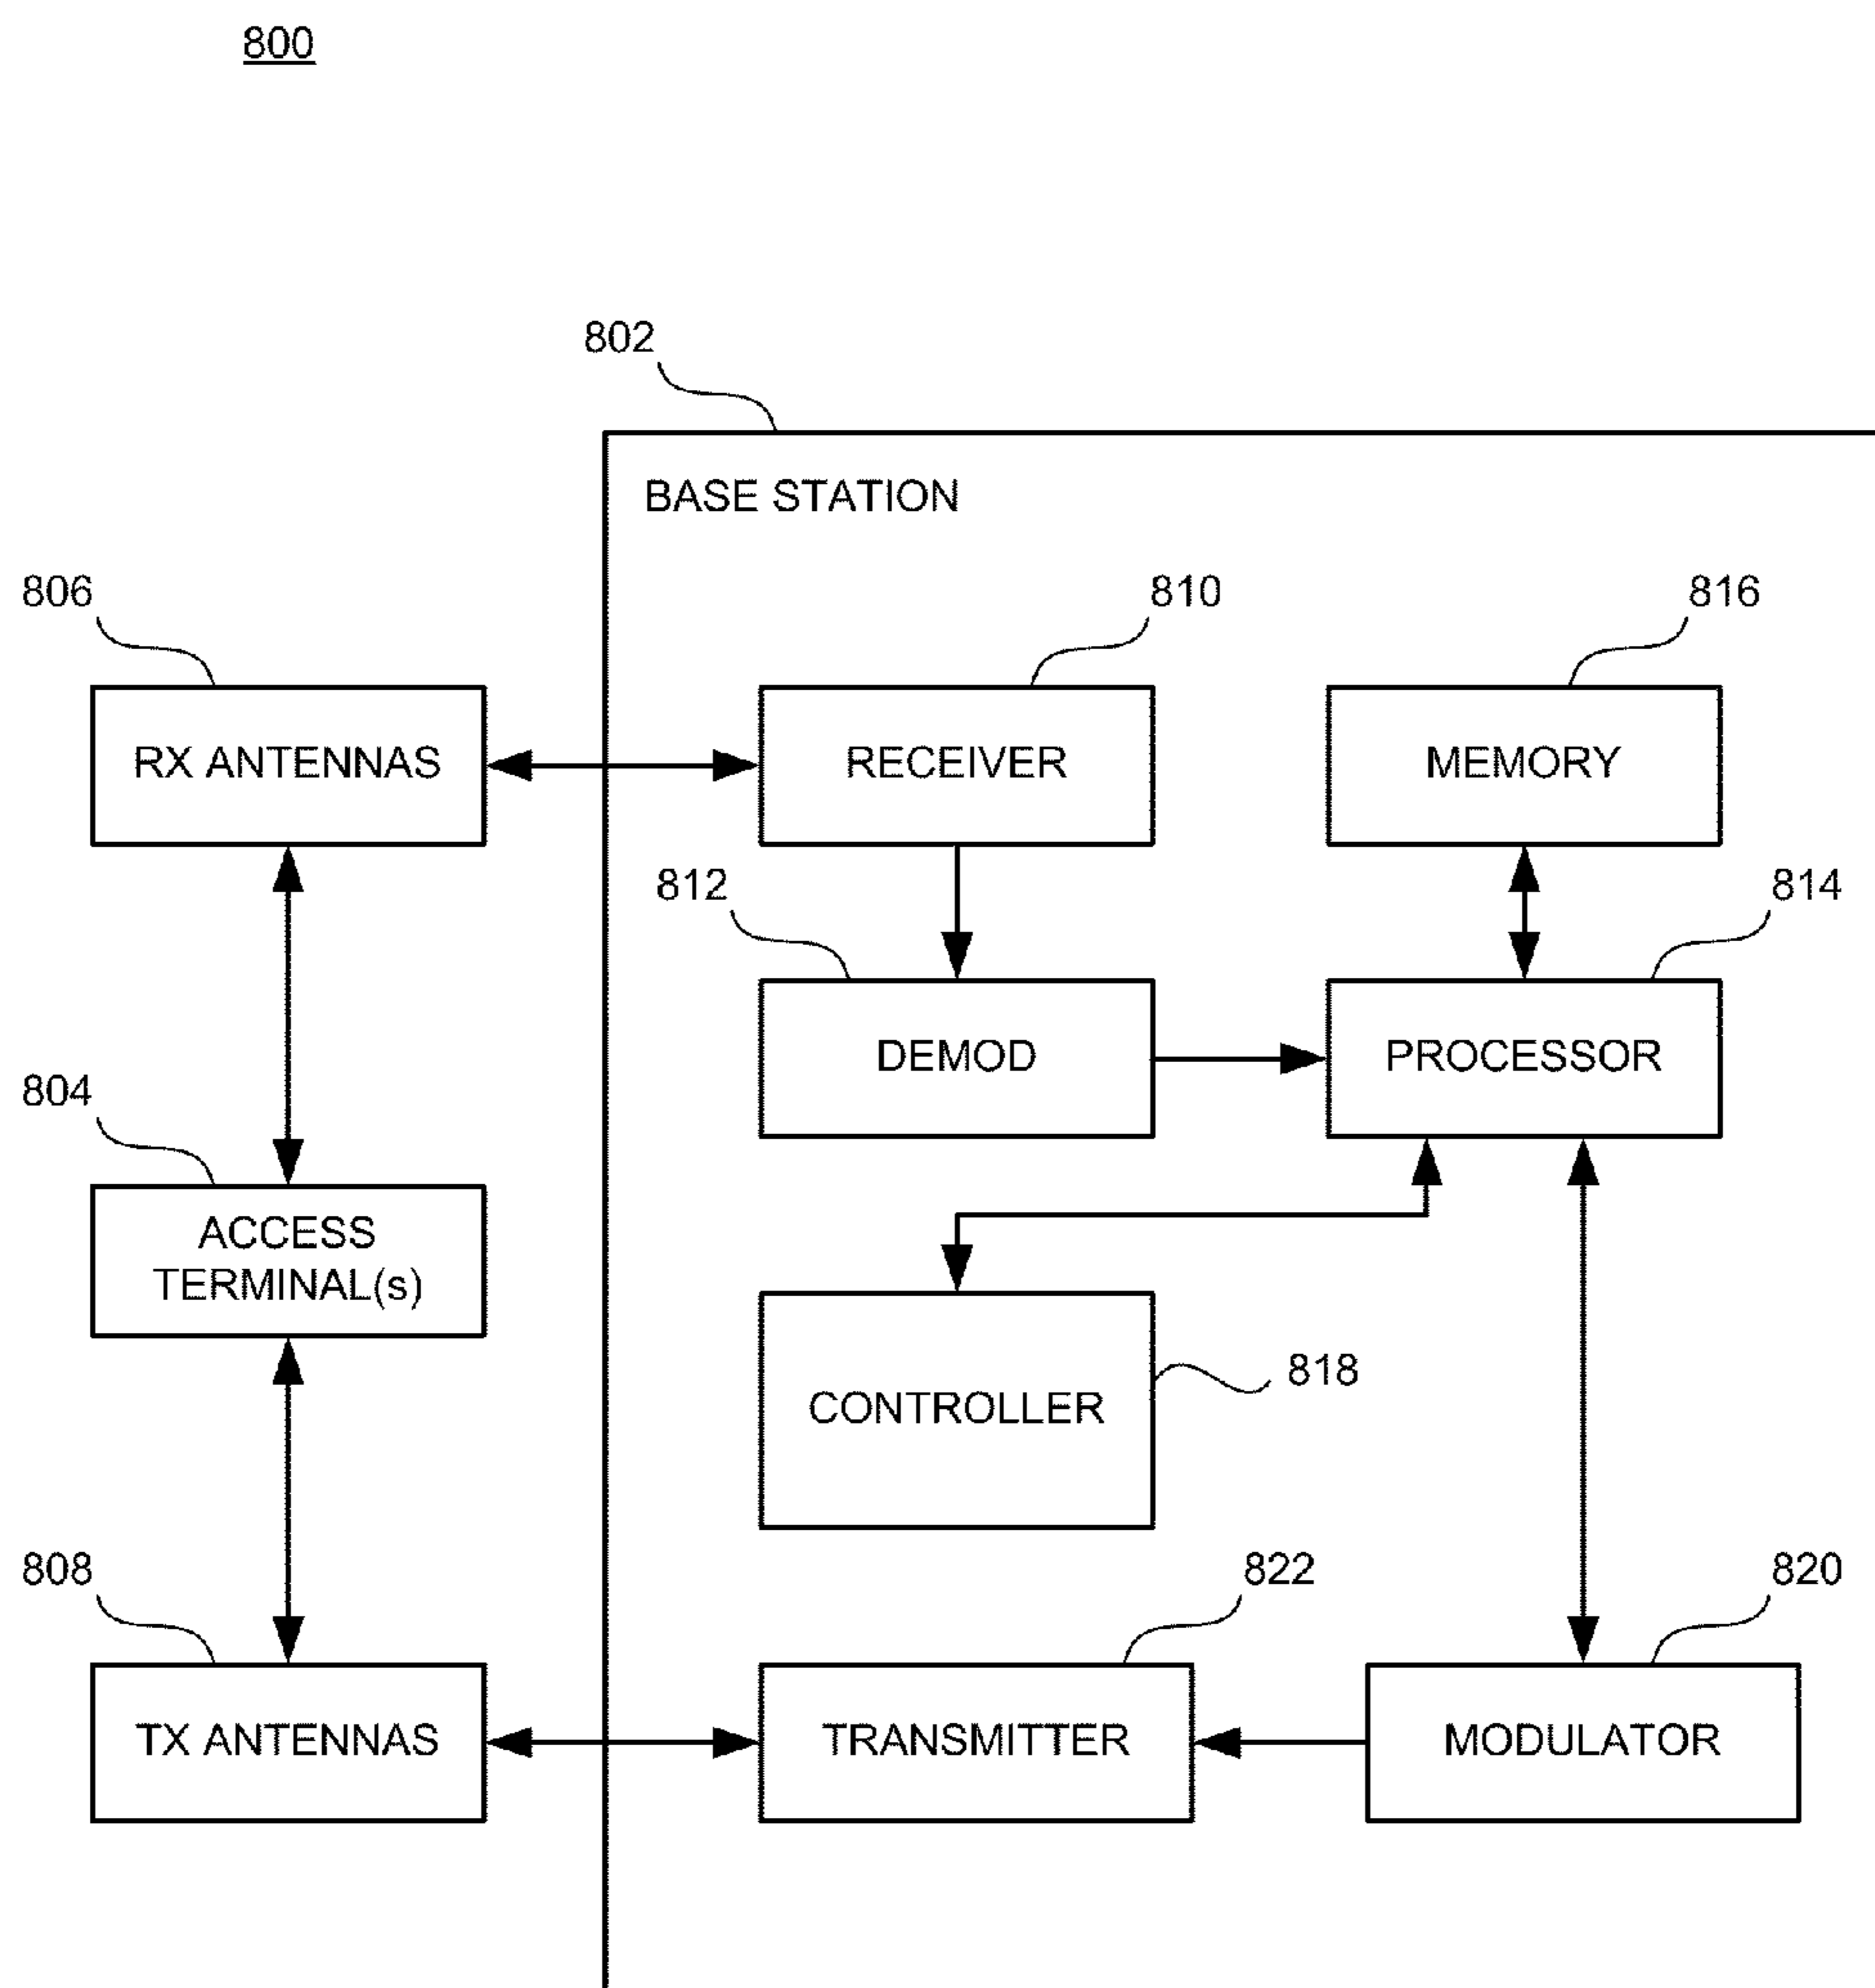 800
802
BASE STATION
806
810
816
RX ANTENNAS
RECEIVER
MEMORY
812
814
DEMOD
PROCESSOR
804
ACCESS
TERMINAL(s)
818
CONTROLLER
808
822
820
TX ANTENNAS
TRANSMITTER
MODULATOR